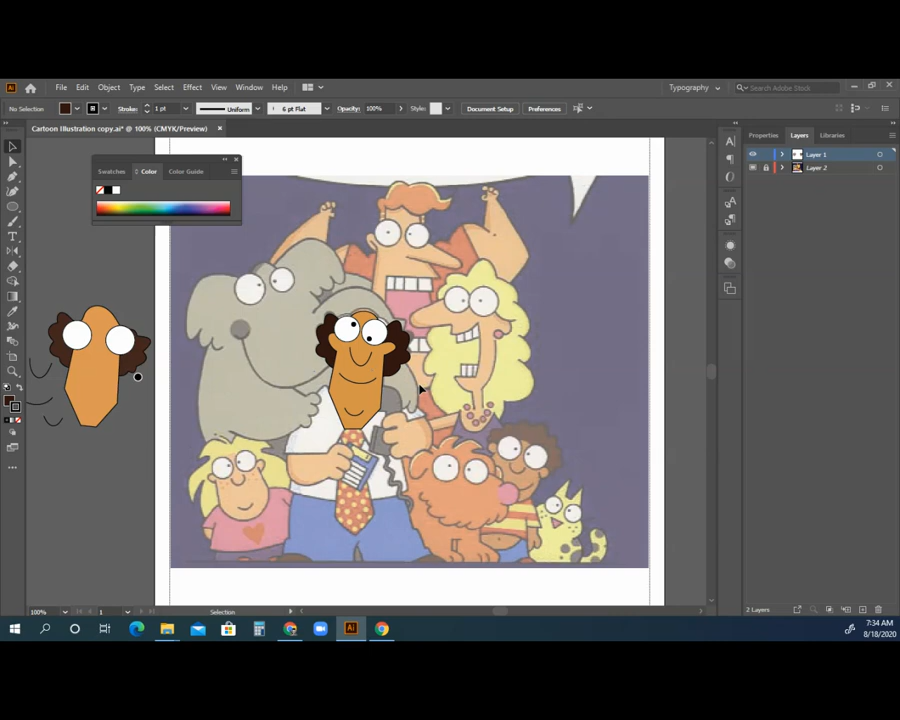 Ai File Edit Object Type Select Effect View Window Help Typography Search Adobe Stock
No Selection Stroke: 1 pt Uniform 6 pt Flat Opacity: 100% Style: Document Setup Preferences
Cartoon Illustration copy.ai* @ 100% (CMYK/Preview)
Properties Layers Libraries
Swatches Color Color Guide
Layer 1
Layer 2
100% 1 Selection
2 Layers
Ai
7:34 AM
8/18/2020